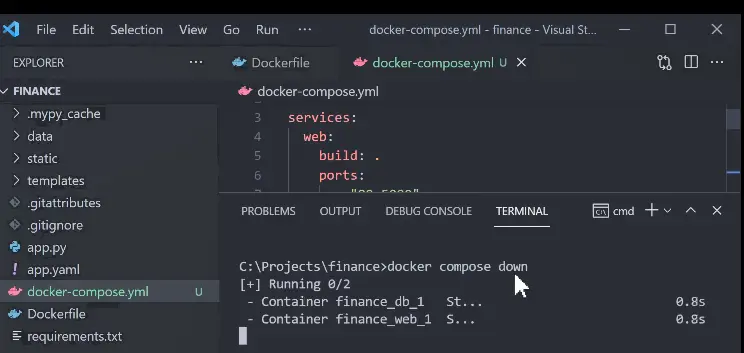 File Edit Selection View Go Run ··· docker-compose.yml - finance - Visual St...
EXPLORER ···
Dockerfile
docker-compose.yml U
FINANCE
.mypy_cache
data
static
templates
.gitattributes
.gitignore
app.py
app.yaml
docker-compose.yml U
Dockerfile
requirements.txt
docker-compose.yml
3 services:
4 web:
5 build: .
6 ports:
PROBLEMS OUTPUT DEBUG CONSOLE TERMINAL cmd
C:\Projects\finance>docker compose down
[+] Running 0/2
- Container finance_db_1 St... 0.8s
- Container finance_web_1 S... 0.8s